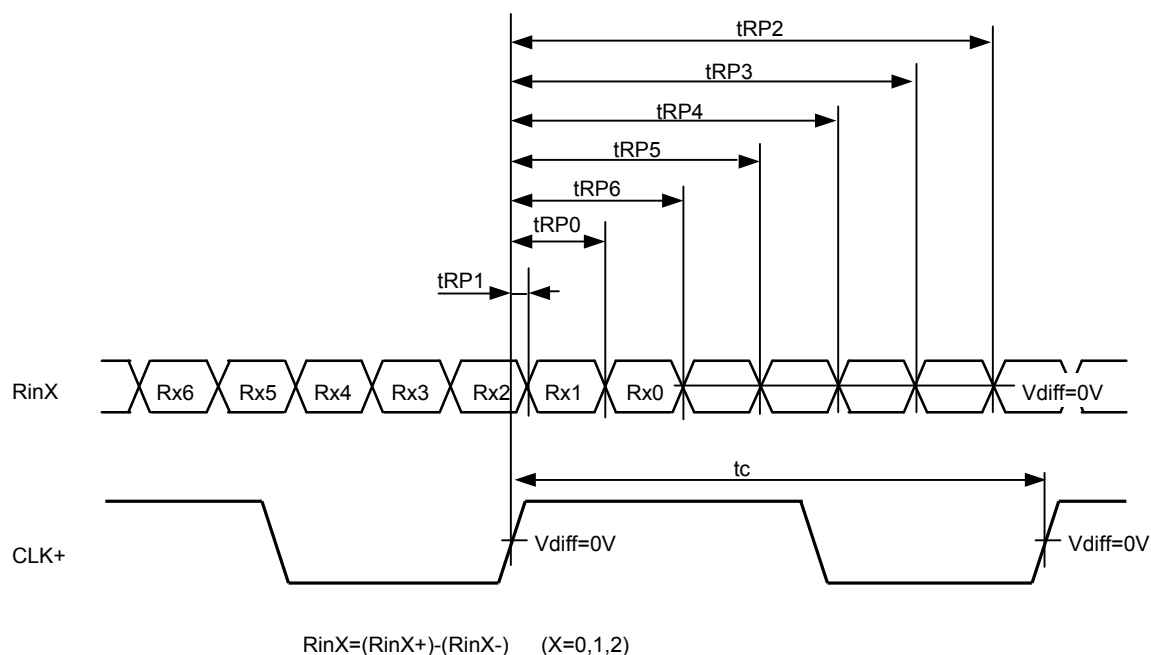 tRP2
tRP3
tRP4
tRP5
tRP6
tRP0
tRP1
RinX Rx6 Rx5 Rx4 Rx3 Rx2 Rx1 Rx0 Vdiff=0V
tc
CLK+ Vdiff=0V Vdiff=0V
RinX=(RinX+)-(RinX-) (X=0,1,2)